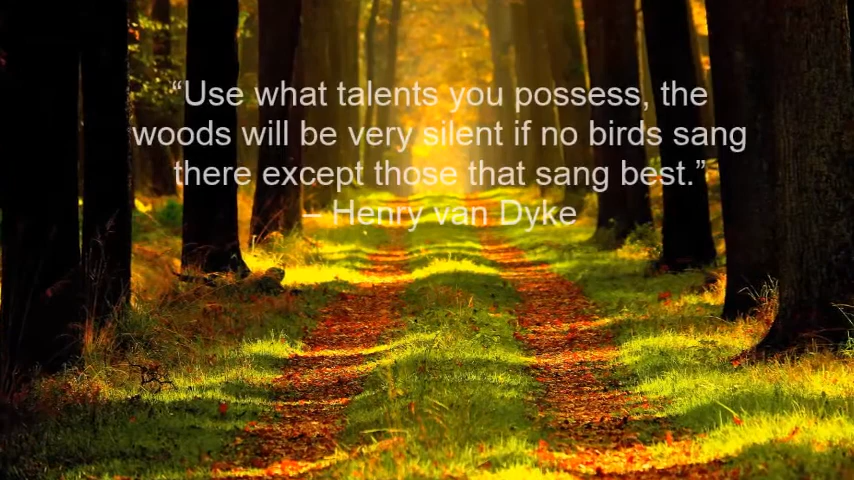 “Use what talents you possess, the
woods will be very silent if no birds sang
there except those that sang best.”
– Henry van Dyke